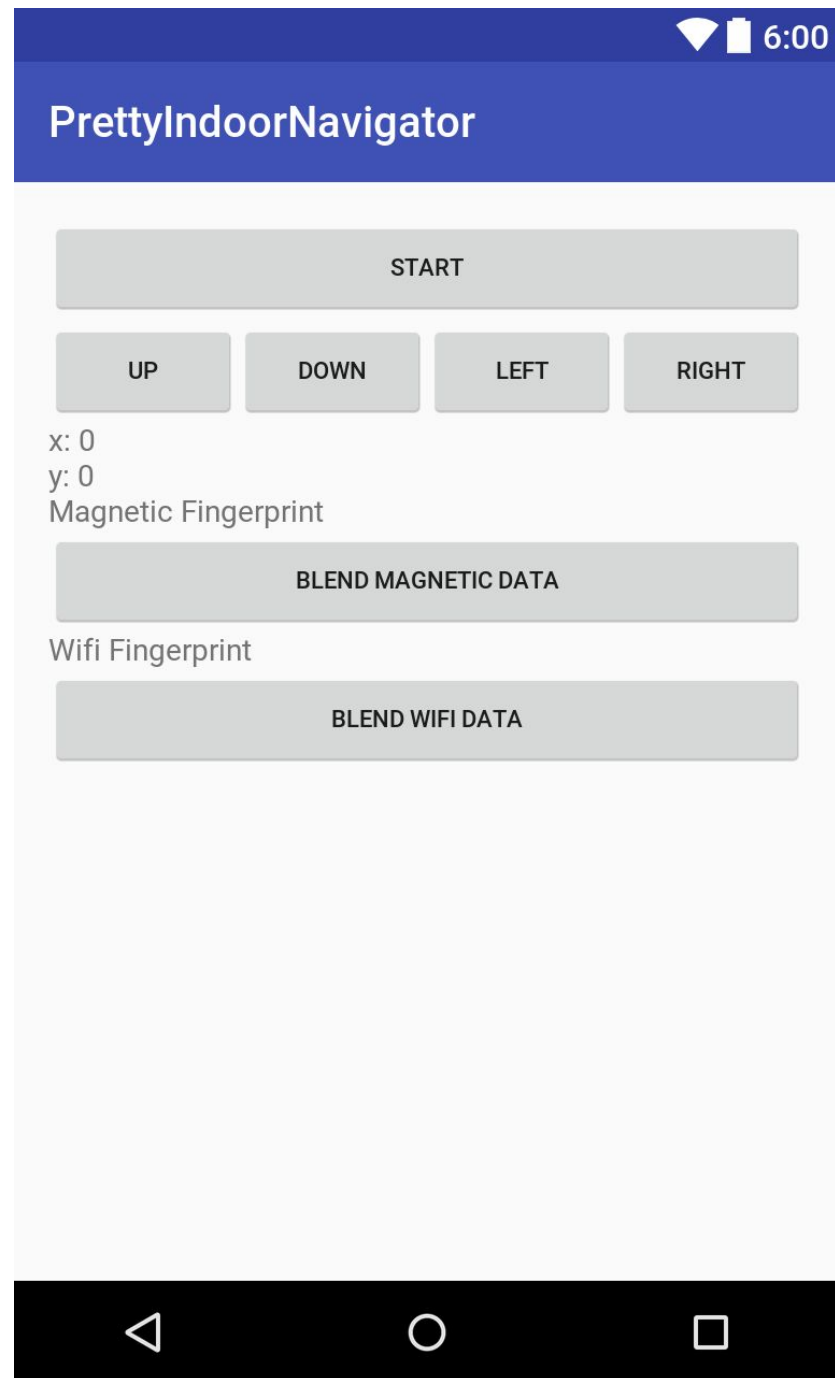 6:00
PrettyIndoorNavigator
START
UP DOWN LEFT RIGHT
x: 0
y: 0
Magnetic Fingerprint
BLEND MAGNETIC DATA
Wifi Fingerprint
BLEND WIFI DATA